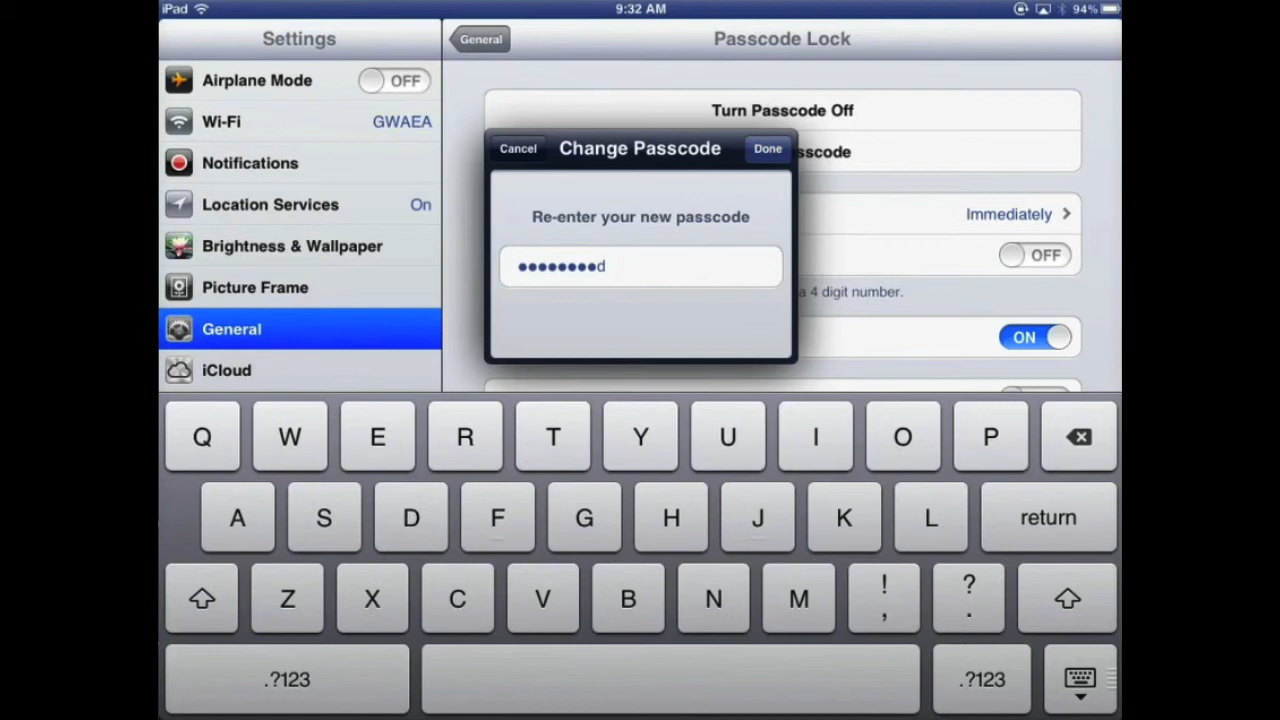 iPad 9:32 AM 94%
Settings
General Passcode Lock
Airplane Mode OFF
Turn Passcode Off
Wi-Fi GWAEA
Cancel Change Passcode Done
sscode
Notifications
Location Services On
Re-enter your new passcode
Immediately
Brightness & Wallpaper
OFF
●●●●●●●●d
Picture Frame
a 4 digit number.
General
ON
iCloud
Q W E R T Y U I O P
A S D F G H J K L return
Z X C V B N M ! , ? .
.?123 .?123